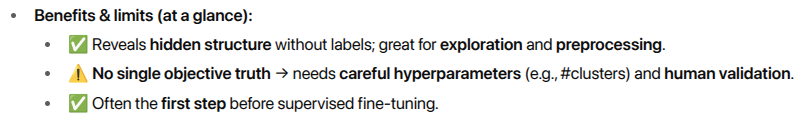 • Benefits & limits (at a glance):
• ✅ Reveals hidden structure without labels; great for exploration and preprocessing.
• ⚠️ No single objective truth → needs careful hyperparameters (e.g., #clusters) and human validation.
• ✅ Often the first step before supervised fine-tuning.